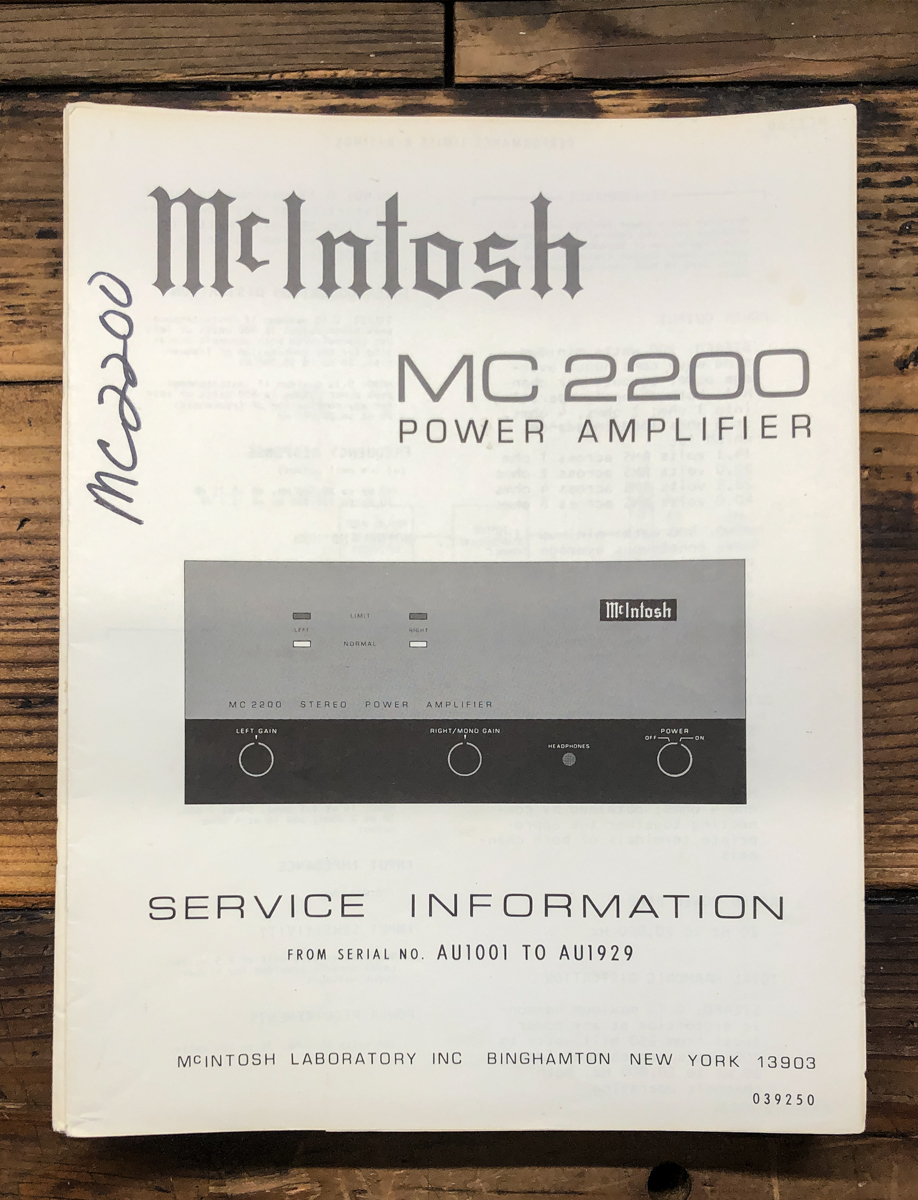 McIntosh
MC2200
MC 2200
POWER AMPLIFIER
LIMIT
LEFT RIGHT
NORMAL
McIntosh
MC 2200 STEREO POWER AMPLIFIER
LEFT GAIN
RIGHT/MONO GAIN
HEADPHONES
POWER
OFF ON
SERVICE INFORMATION
FROM SERIAL NO. AU1001 TO AU1929
McINTOSH LABORATORY INC BINGHAMTON NEW YORK 13903
039250